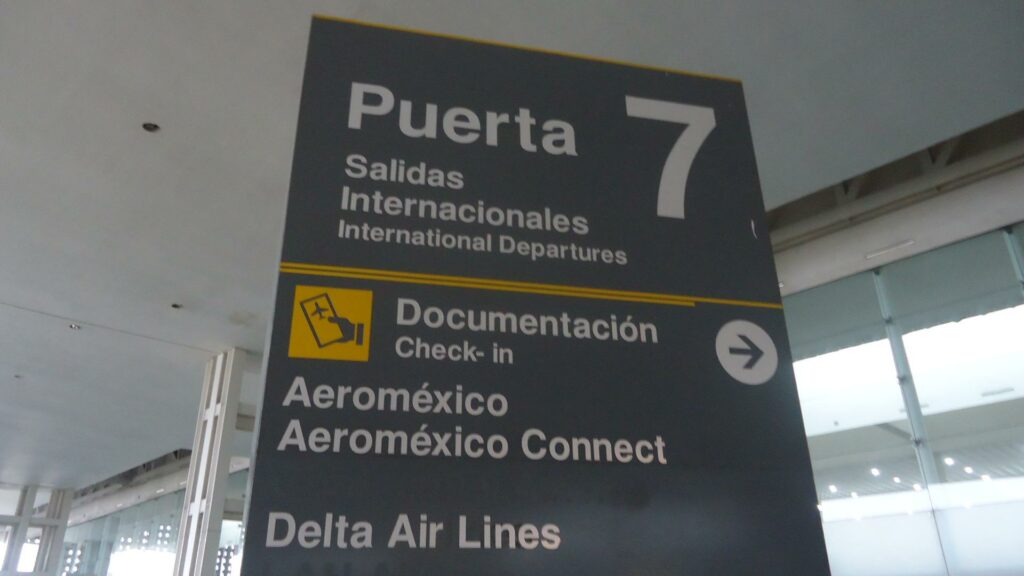 Puerta 7
Salidas
Internacionales
International Departures
Documentación
Check- in
Aeroméxico
Aeroméxico Connect
Delta Air Lines